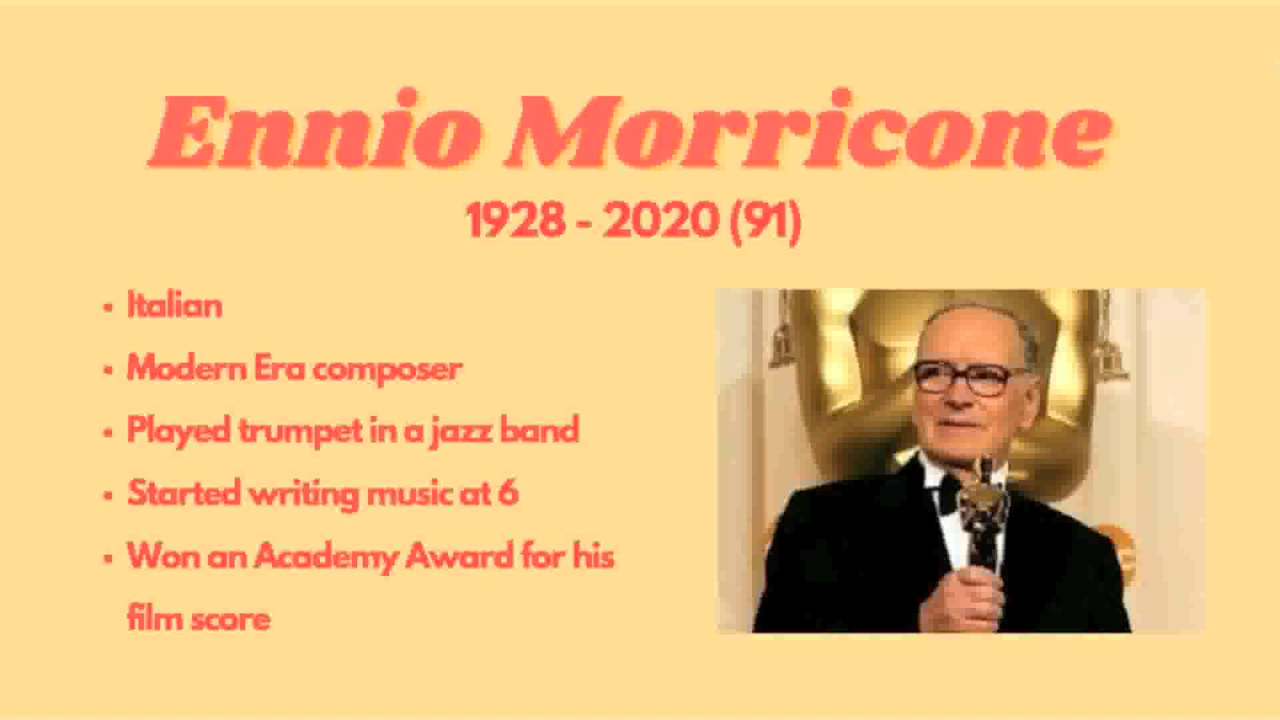 Ennio Morricone
1928 - 2020 (91)
• Italian
• Modern Era composer
• Played trumpet in a jazz band
• Started writing music at 6
• Won an Academy Award for his
film score